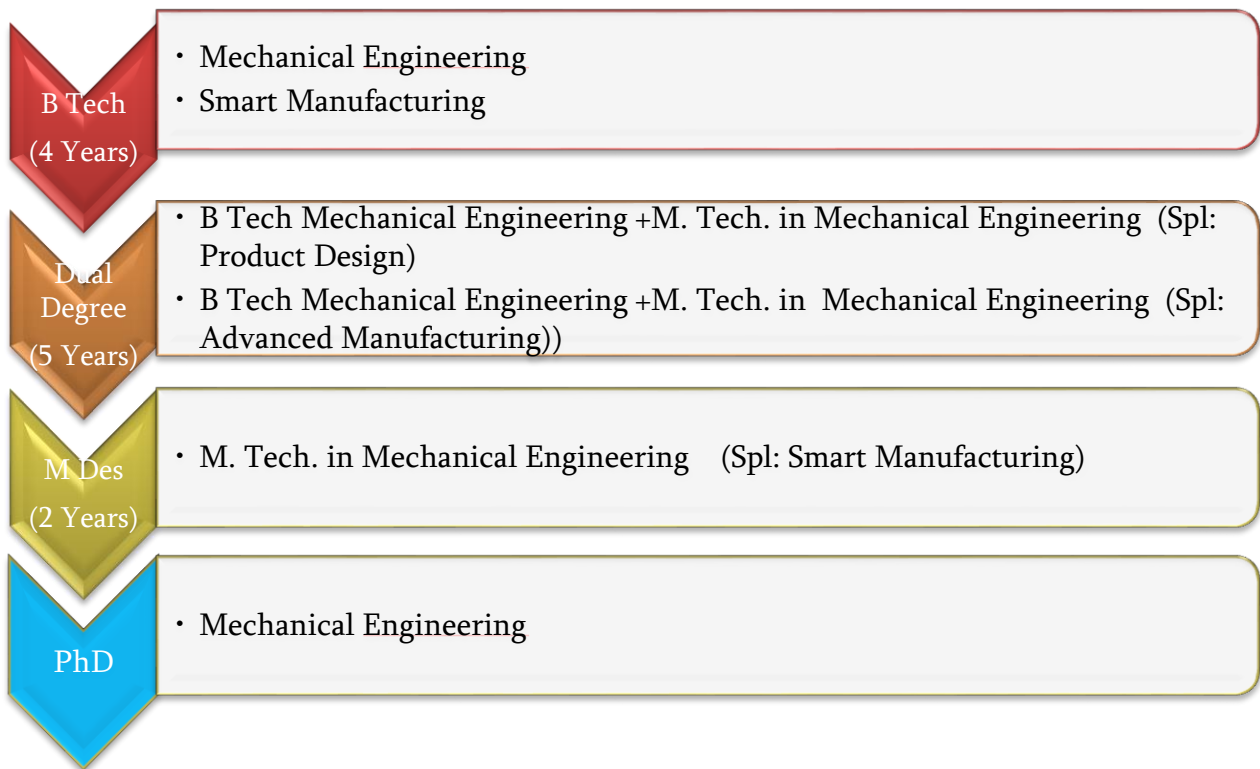 B Tech
(4 Years)
· Mechanical Engineering
· Smart Manufacturing
Dual
Degree
(5 Years)
· B Tech Mechanical Engineering +M. Tech. in Mechanical Engineering (Spl:
Product Design)
· B Tech Mechanical Engineering +M. Tech. in  Mechanical Engineering (Spl:
Advanced Manufacturing))
M Des
(2 Years)
· M. Tech. in Mechanical Engineering   (Spl: Smart Manufacturing)
PhD
· Mechanical Engineering